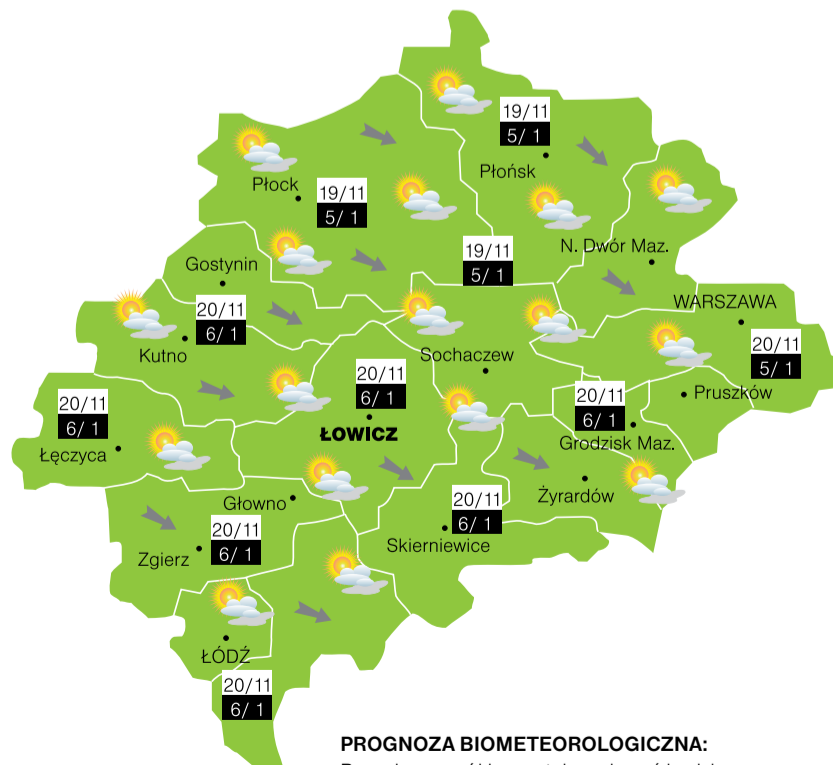 19/11
5/ 1
Płońsk
Płock
19/11
5/ 1
N. Dwór Maz.
19/11
5/ 1
Gostynin
WARSZAWA
20/11
6/ 1
Kutno
20/11
5/ 1
Sochaczew
20/11
6/ 1
ŁOWICZ
20/11
6/ 1
Łęczyca
20/11
6/ 1
Grodzisk Maz.
Pruszków
Głowno
Żyrardów
20/11
6/ 1
Skierniewice
20/11
6/ 1
Zgierz
ŁÓDŹ
20/11
6/ 1
PROGNOZA BIOMETEOROLOGICZNA: